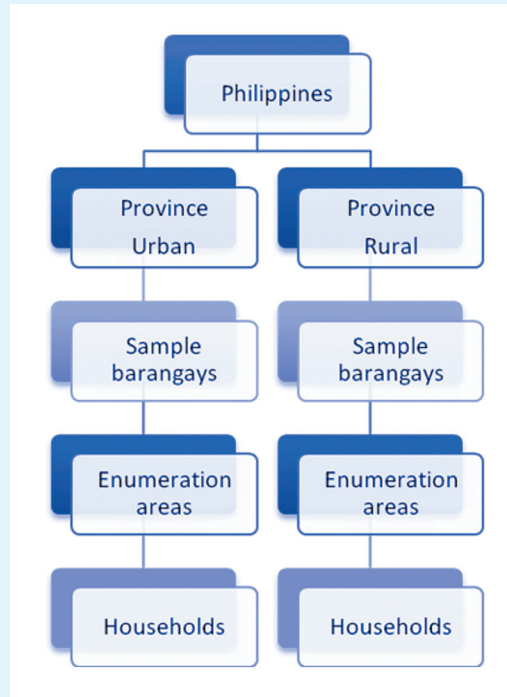 Philippines
Province
Urban
Province
Rural
Sample
barangays
Sample
barangays
Enumeration
areas
Enumeration
areas
Households
Households